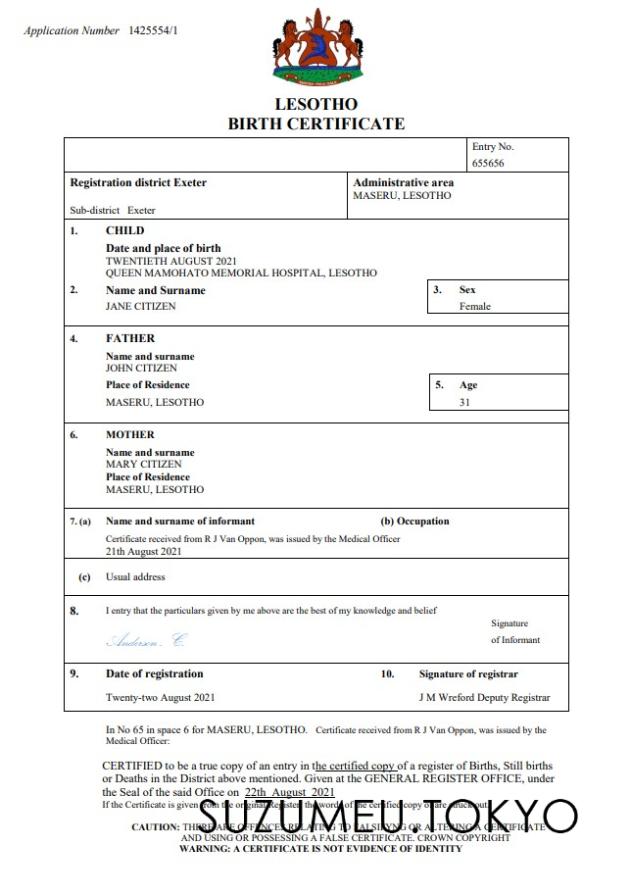 Application Number 1425554/1
LESOTHO
BIRTH CERTIFICATE
Entry No.
655656
Registration district Exeter
Sub-district Exeter
Administrative area
MASERU, LESOTHO
1. CHILD
Date and place of birth
TWENTIETH AUGUST 2021
QUEEN MAMOHATO MEMORIAL HOSPITAL, LESOTHO
2. Name and Surname
JANE CITIZEN
3. Sex
Female
4. FATHER
Name and surname
JOHN CITIZEN
Place of Residence
MASERU, LESOTHO
5. Age
31
6. MOTHER
Name and surname
MARY CITIZEN
Place of Residence
MASERU, LESOTHO
7. (a) Name and surname of informant (b) Occupation
Certificate received from R J Van Oppon, was issued by the Medical Officer
21th August 2021
(c) Usual address
8. I entry that the particulars given by me above are the best of my knowledge and belief
Anderson C.
Signature
of Informant
9. Date of registration
Twenty-two August 2021
10. Signature of registrar
J M Wreford Deputy Registrar
In No 65 in space 6 for MASERU, LESOTHO. Certificate received from R J Van Oppon, was issued by the
Medical Officer:
CERTIFIED to be a true copy of an entry in the certified copy of a register of Births, Still births
or Deaths in the District above mentioned. Given at the GENERAL REGISTER OFFICE, under
the Seal of the said Office on 22th August 2021
If the Certificate is given from the original Register, the words of the certified copy of are struck out.
SUZUMEU.TOKYO
CAUTION: THERE ARE OFFENCES RELATING TO FALSIFYNG OR ALTERING A CERTIFICATE
AND USING OR POSSESSING A FALSE CERTIFICATE. CROWN COPYRIGHT
WARNING: A CERTIFICATE IS NOT EVIDENCE OF IDENTITY